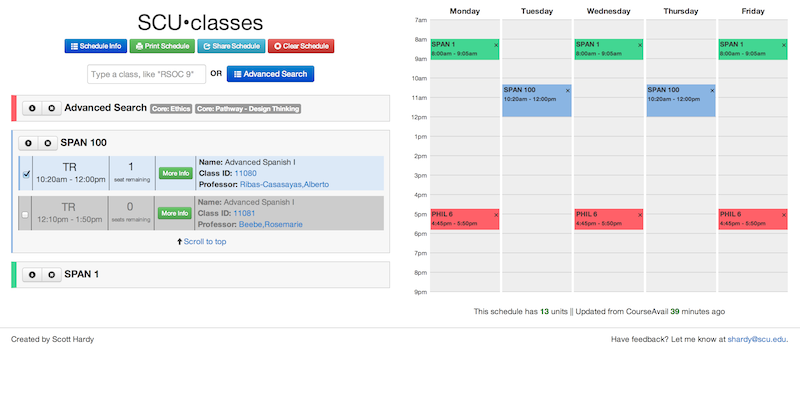 SCU•classes
Schedule Info Print Schedule Share Schedule Clear Schedule
Type a class, like "RSOC 9" OR Advanced Search
Advanced Search Core: Ethics Core: Pathway - Design Thinking
SPAN 100
TR
10:20am - 12:00pm
1
seat remaining
More Info
Name: Advanced Spanish I
Class ID: 11080
Professor: Ribas-Casasayas,Alberto
TR
12:10pm - 1:50pm
0
seats remaining
More Info
Name: Advanced Spanish I
Class ID: 11081
Professor: Beebe,Rosemarie
Scroll to top
SPAN 1
Monday Tuesday Wednesday Thursday Friday
7am
8am
SPAN 1 × SPAN 1 × SPAN 1 ×
8:00am - 9:05am 8:00am - 9:05am 8:00am - 9:05am
9am
10am
SPAN 100 × SPAN 100 ×
10:20am - 12:00pm 10:20am - 12:00pm
11am
12pm
1pm
2pm
3pm
4pm
PHIL 6 × PHIL 6 × PHIL 6 ×
5pm
4:45pm - 5:50pm 4:45pm - 5:50pm 4:45pm - 5:50pm
6pm
7pm
8pm
9pm
This schedule has 13 units || Updated from CourseAvail 39 minutes ago
Created by Scott Hardy
Have feedback? Let me know at shardy@scu.edu.